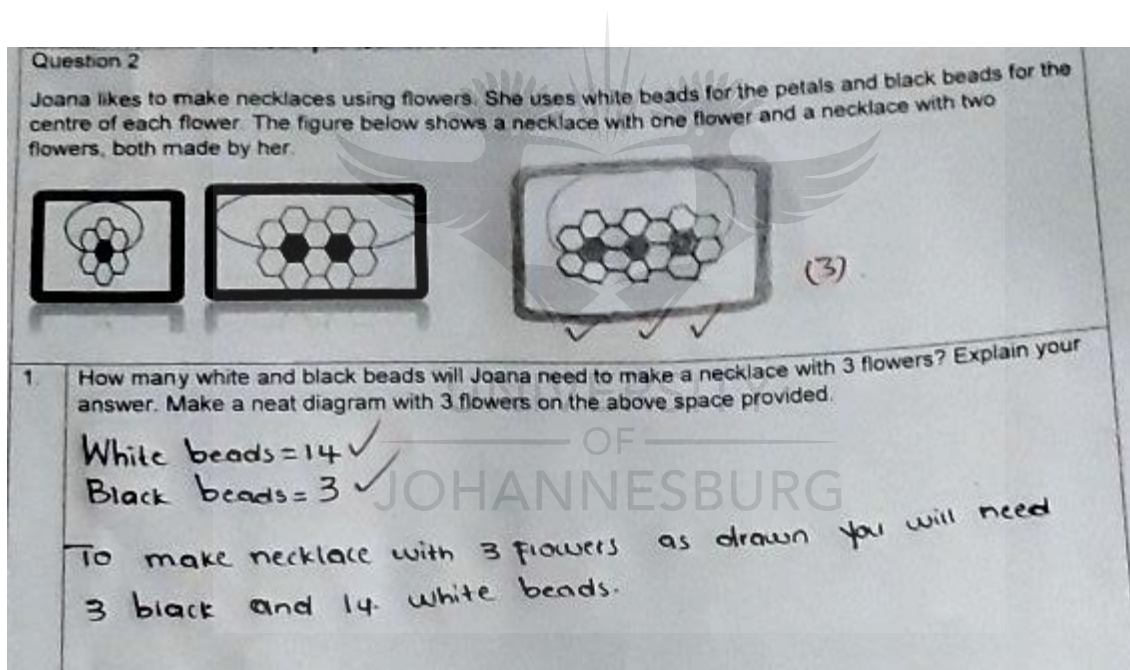 Question 2
Joana likes to make necklaces using flowers. She uses white beads for the petals and black beads for the
centre of each flower. The figure below shows a necklace with one flower and a necklace with two
flowers, both made by her.
(3)
1. How many white and black beads will Joana need to make a necklace with 3 flowers? Explain your
answer. Make a neat diagram with 3 flowers on the above space provided.
White beads = 14 ✓
Black beads = 3 ✓
To make necklace with 3 flowers as drawn you will need
3 black and 14. white beads.
UNIVERSITY
OF
JOHANNESBURG